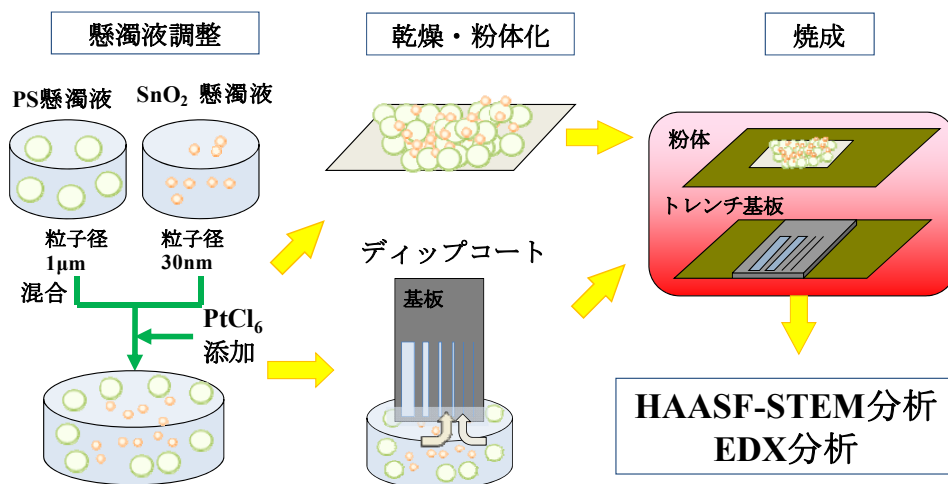 懸濁液調整
PS懸濁液
SnO₂ 懸濁液
粒子径
1μm
粒子径
30nm
混合
PtCl₆
添加
乾燥・粉体化
ディップコート
基板
焼成
粉体
トレンチ基板
HAASF-STEM分析
EDX分析